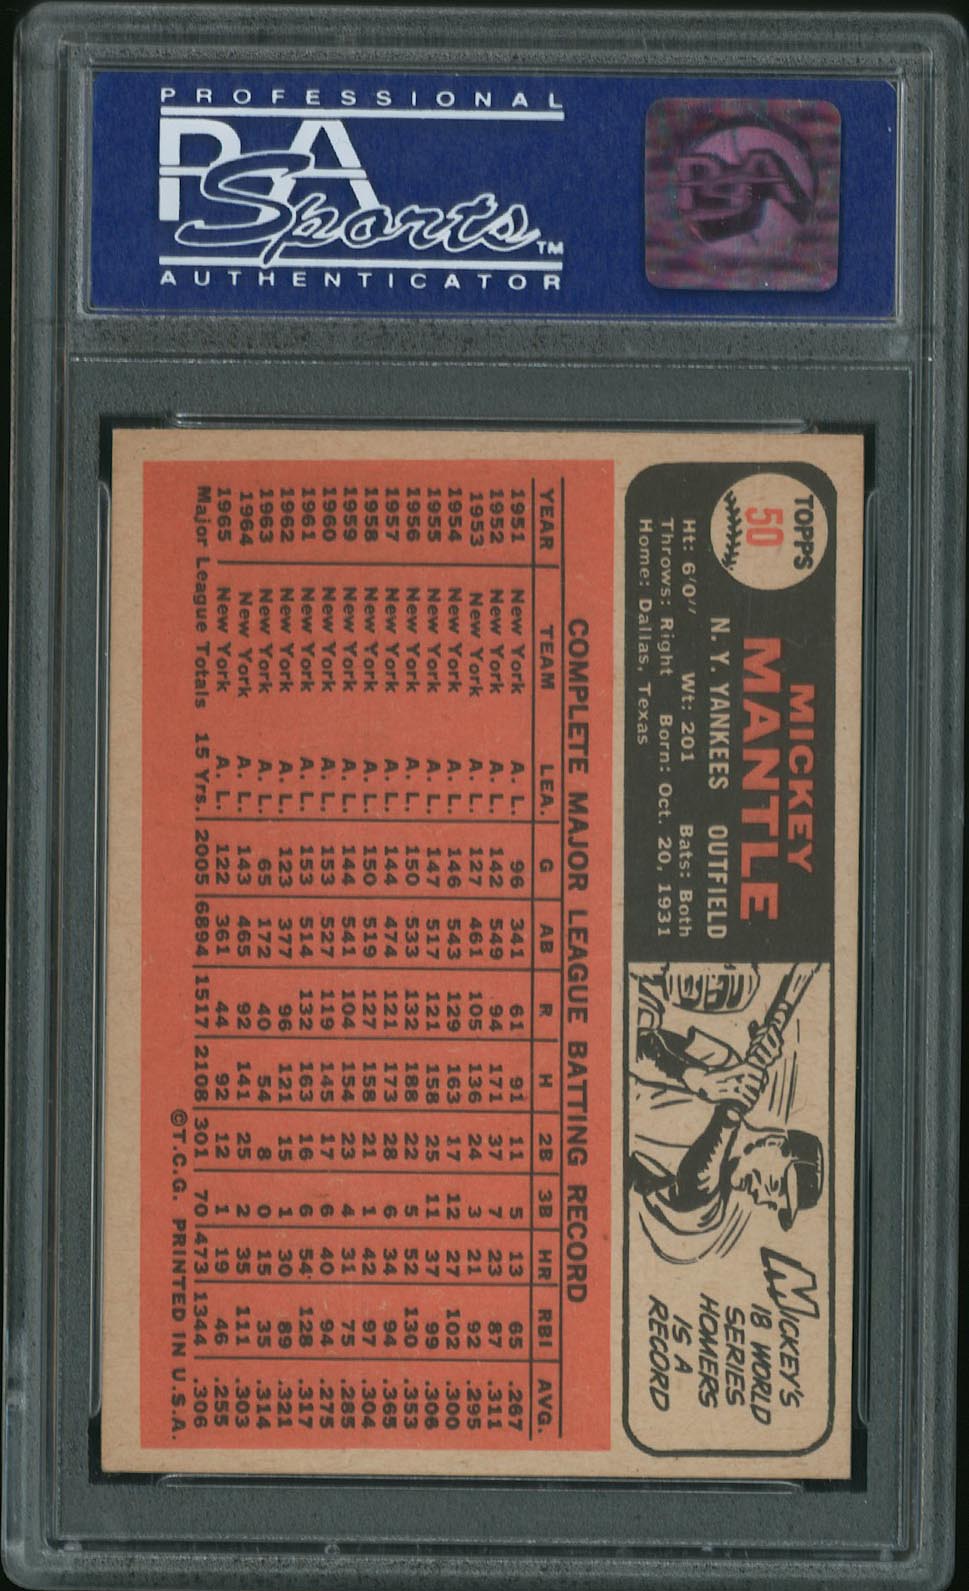 PROFESSIONAL
PSA
Sports™
AUTHENTICATOR
TOPPS
50
MICKEY
MANTLE
N. Y. YANKEES OUTFIELD
Ht: 6'0" Wt: 201 Bats: Both
Throws: Right Born: Oct. 20, 1931
Home: Dallas, Texas
MICKEY'S
18 WORLD
SERIES
HOMERS
IS A
RECORD
COMPLETE MAJOR LEAGUE BATTING RECORD
YEAR TEAM LEA. G AB R H 2B 3B HR RBI AVG.
1951 New York A. L. 96 341 61 91 11 5 13 65 .267
1952 New York A. L. 142 549 94 171 37 7 23 87 .311
1953 New York A. L. 127 461 105 136 24 3 21 92 .295
1954 New York A. L. 146 543 129 163 17 12 27 102 .300
1955 New York A. L. 147 517 121 158 25 11 37 99 .306
1956 New York A. L. 150 533 132 188 22 5 52 130 .353
1957 New York A. L. 144 474 121 173 28 6 34 94 .365
1958 New York A. L. 150 519 127 158 21 1 42 97 .304
1959 New York A. L. 144 541 104 154 23 4 31 75 .285
1960 New York A. L. 153 527 119 145 17 6 40 94 .275
1961 New York A. L. 153 514 132 163 16 6 54 128 .317
1962 New York A. L. 123 377 96 121 15 1 30 89 .321
1963 New York A. L. 65 172 40 54 8 0 15 35 .314
1964 New York A. L. 143 465 92 141 25 2 35 111 .303
1965 New York A. L. 122 361 44 92 12 1 19 46 .255
Major League Totals 15 Yrs. 2005 6894 1517 2108 301 70 473 1344 .306
©T.C.G. PRINTED IN U.S.A.